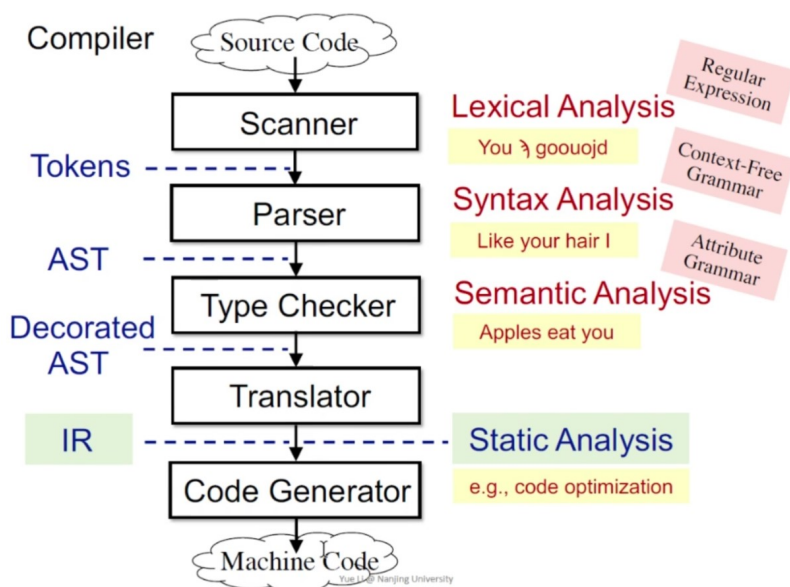 Compiler
Source Code
Regular
Expression
Scanner
Lexical Analysis
You goouojd
Tokens
Context-Free
Grammar
Parser
Syntax Analysis
Like your hair I
AST
Attribute
Grammar
Type Checker
Semantic Analysis
Apples eat you
Decorated
AST
Translator
IR
Static Analysis
Code Generator
e.g., code optimization
Machine Code
Yue Li @ Nanjing University